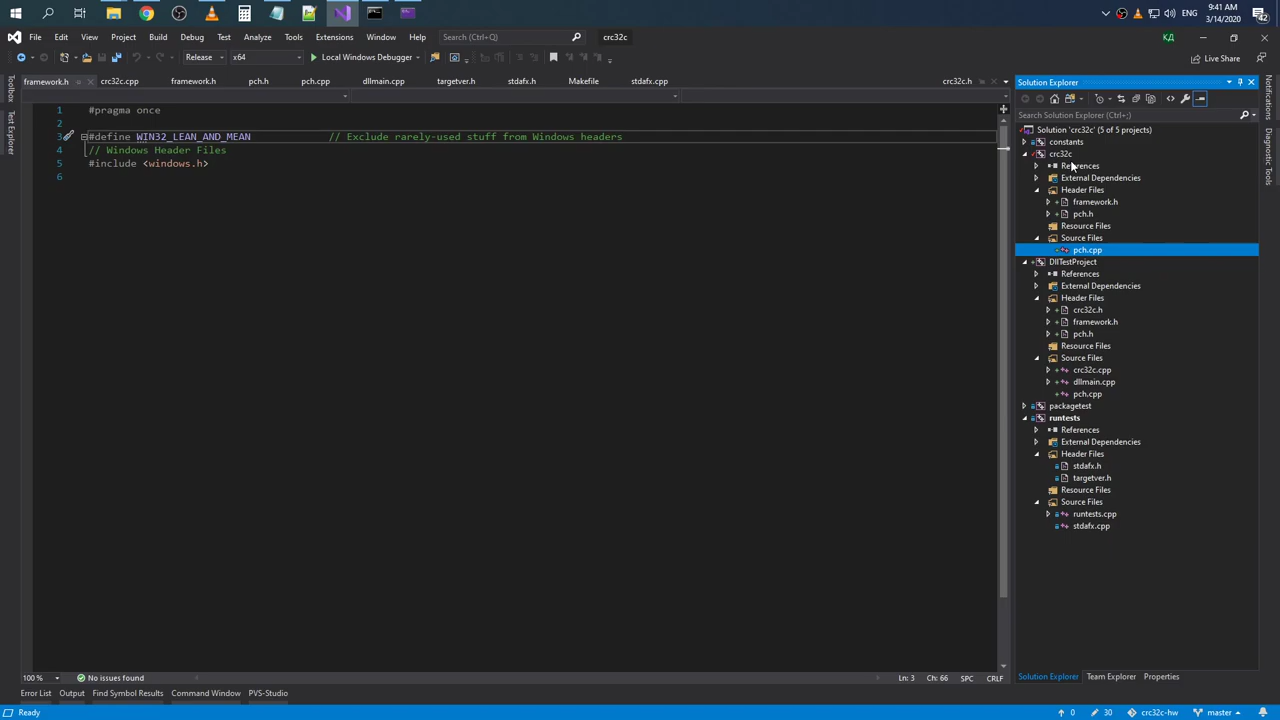 9:41 AM
ENG
3/14/2020
42
File Edit View Project Build Debug Test Analyze Tools Extensions Window Help Search (Ctrl+Q) crc32c КД
Release x64 Local Windows Debugger Live Share
framework.h crc32c.cpp framework.h pch.h pch.cpp dllmain.cpp targetver.h stdafx.h Makefile stdafx.cpp crc32c.h
Toolbox
Test Explorer
1 #pragma once
2
3 #define WIN32_LEAN_AND_MEAN // Exclude rarely-used stuff from Windows headers
4 // Windows Header Files
5 #include <windows.h>
6
Solution Explorer
Search Solution Explorer (Ctrl+;)
Solution 'crc32c' (5 of 5 projects)
constants
crc32c
References
External Dependencies
Header Files
framework.h
pch.h
Resource Files
Source Files
pch.cpp
DllTestProject
References
External Dependencies
Header Files
crc32c.h
framework.h
pch.h
Resource Files
Source Files
crc32c.cpp
dllmain.cpp
pch.cpp
packagetest
runtests
References
External Dependencies
Header Files
stdafx.h
targetver.h
Resource Files
Source Files
runtests.cpp
stdafx.cpp
Notifications
Diagnostic Tools
100 % No issues found Ln: 3 Ch: 66 SPC CRLF
Solution Explorer Team Explorer Properties
Error List Output Find Symbol Results Command Window PVS-Studio
Ready 0 30 crc32c-hw master